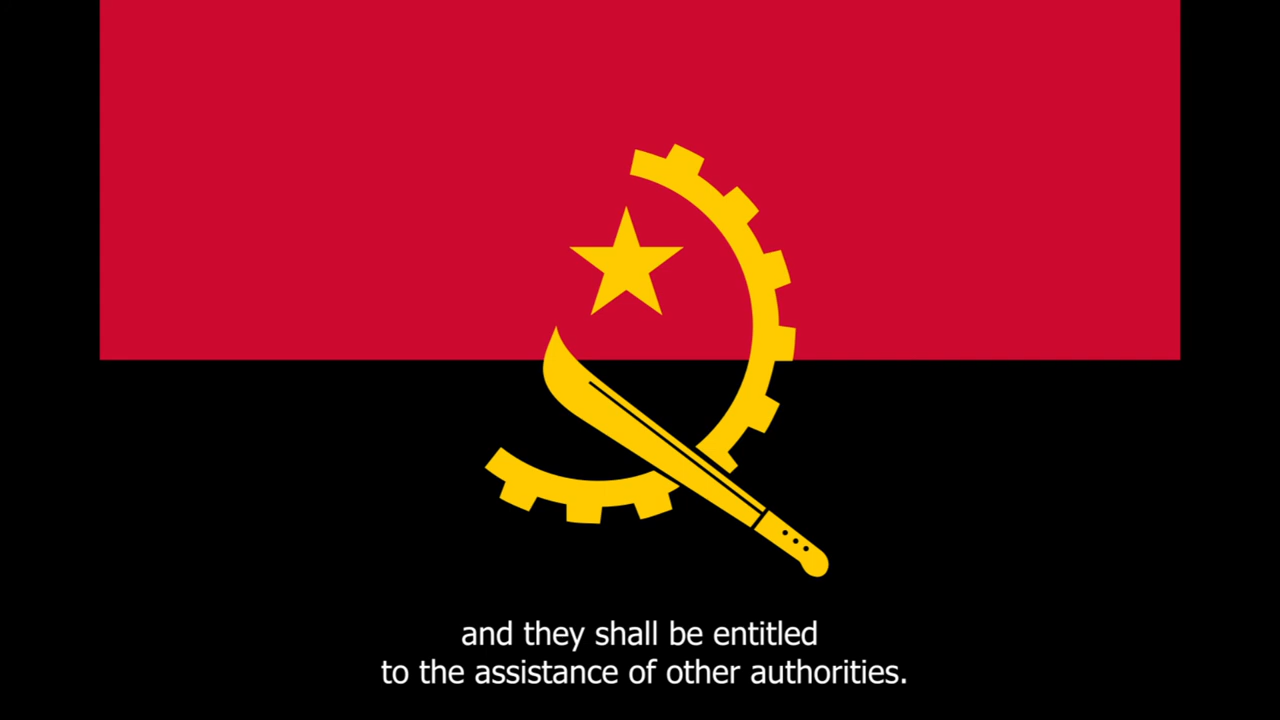 and they shall be entitled
to the assistance of other authorities.